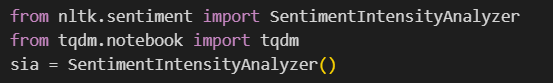 from nltk.sentiment import SentimentIntensityAnalyzer
from tqdm.notebook import tqdm
sia = SentimentIntensityAnalyzer()